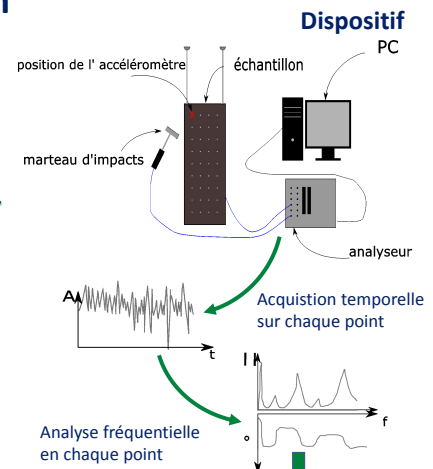 Dispositif
PC
position de l' accéléromètre
échantillon
marteau d'impacts
analyseur
A
t
Acquistion temporelle
sur chaque point
| |
f
°
Analyse fréquentielle
en chaque point